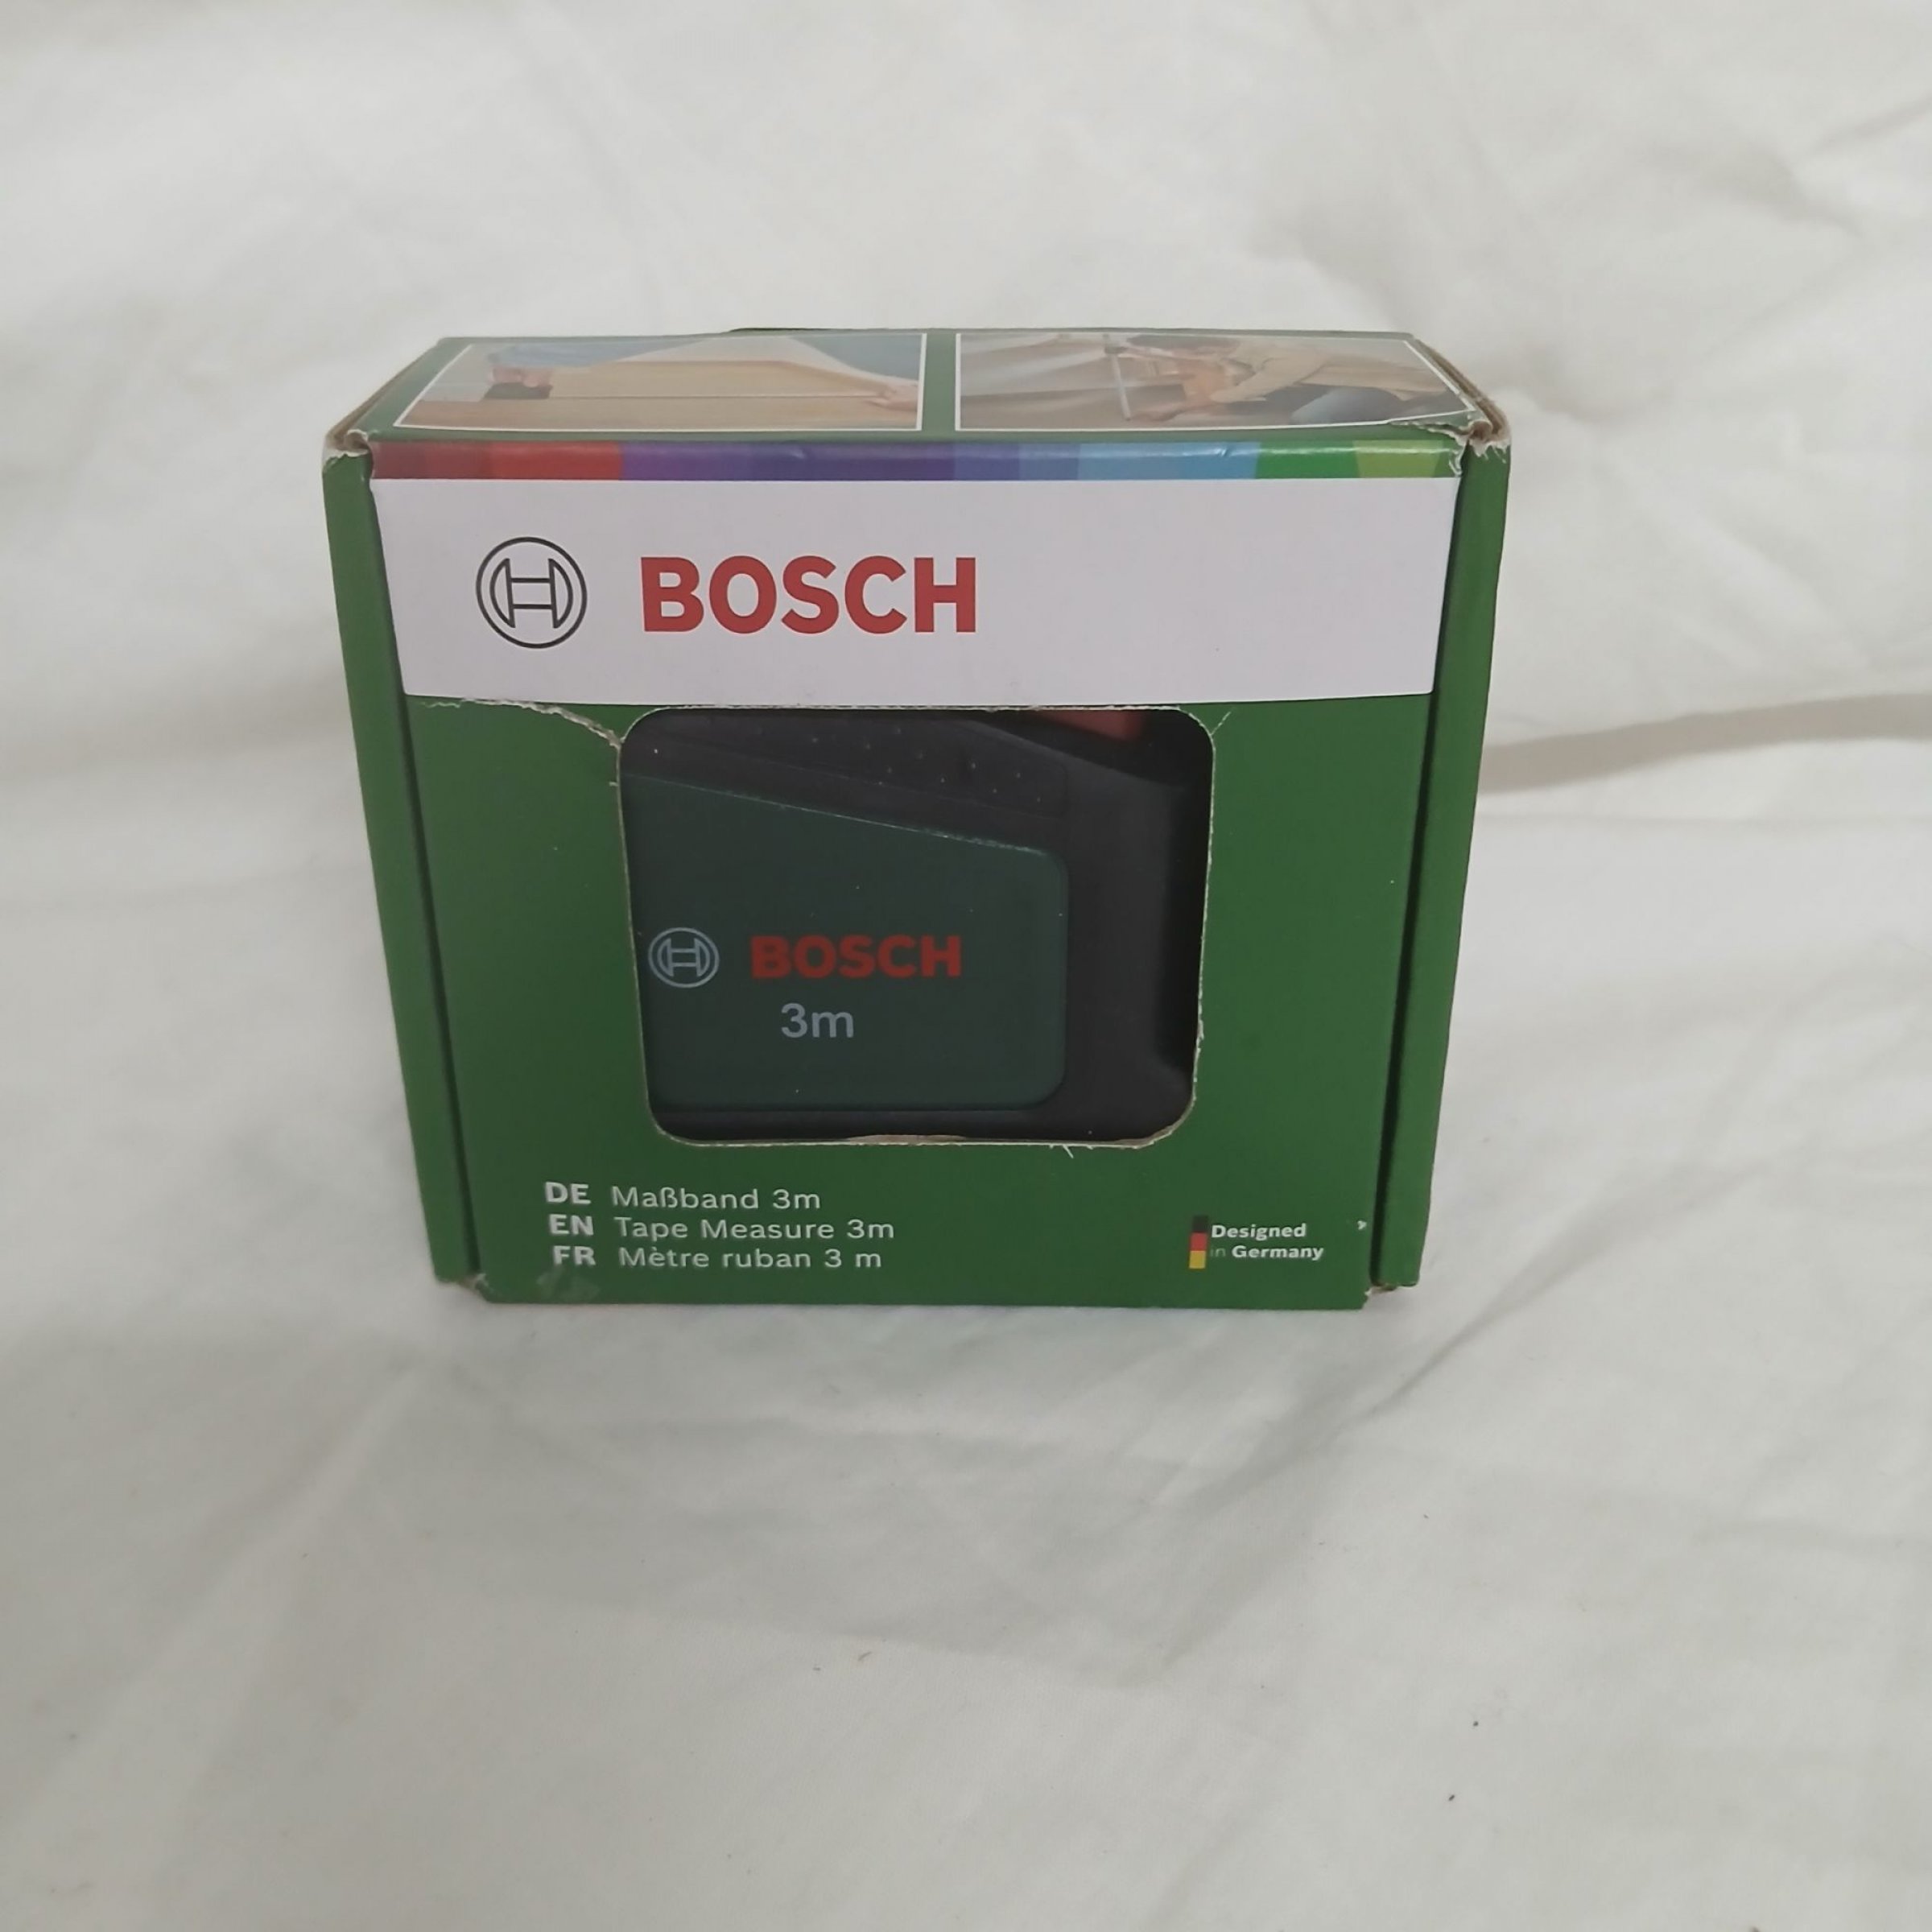 BOSCH
BOSCH
3m
DE Maßband 3m
EN Tape Measure 3m
FR Mètre ruban 3 m
Designed
in Germany